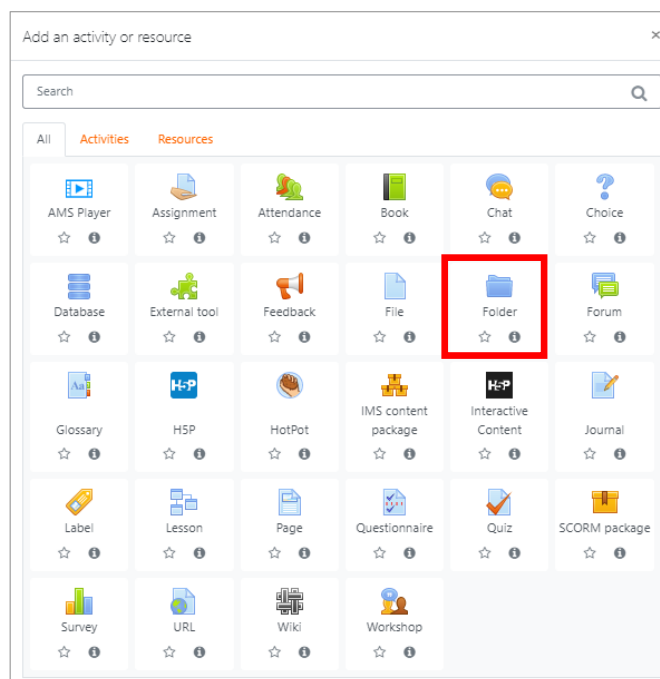 Add an activity or resource
×
Search
All Activities Resources
AMS Player Assignment Attendance Book Chat Choice
Database External tool Feedback File Folder Forum
Aa H5P H5P
IMS content Interactive
Glossary H5P HotPot package Content Journal
Label Lesson Page Questionnaire Quiz SCORM package
Survey URL Wiki Workshop